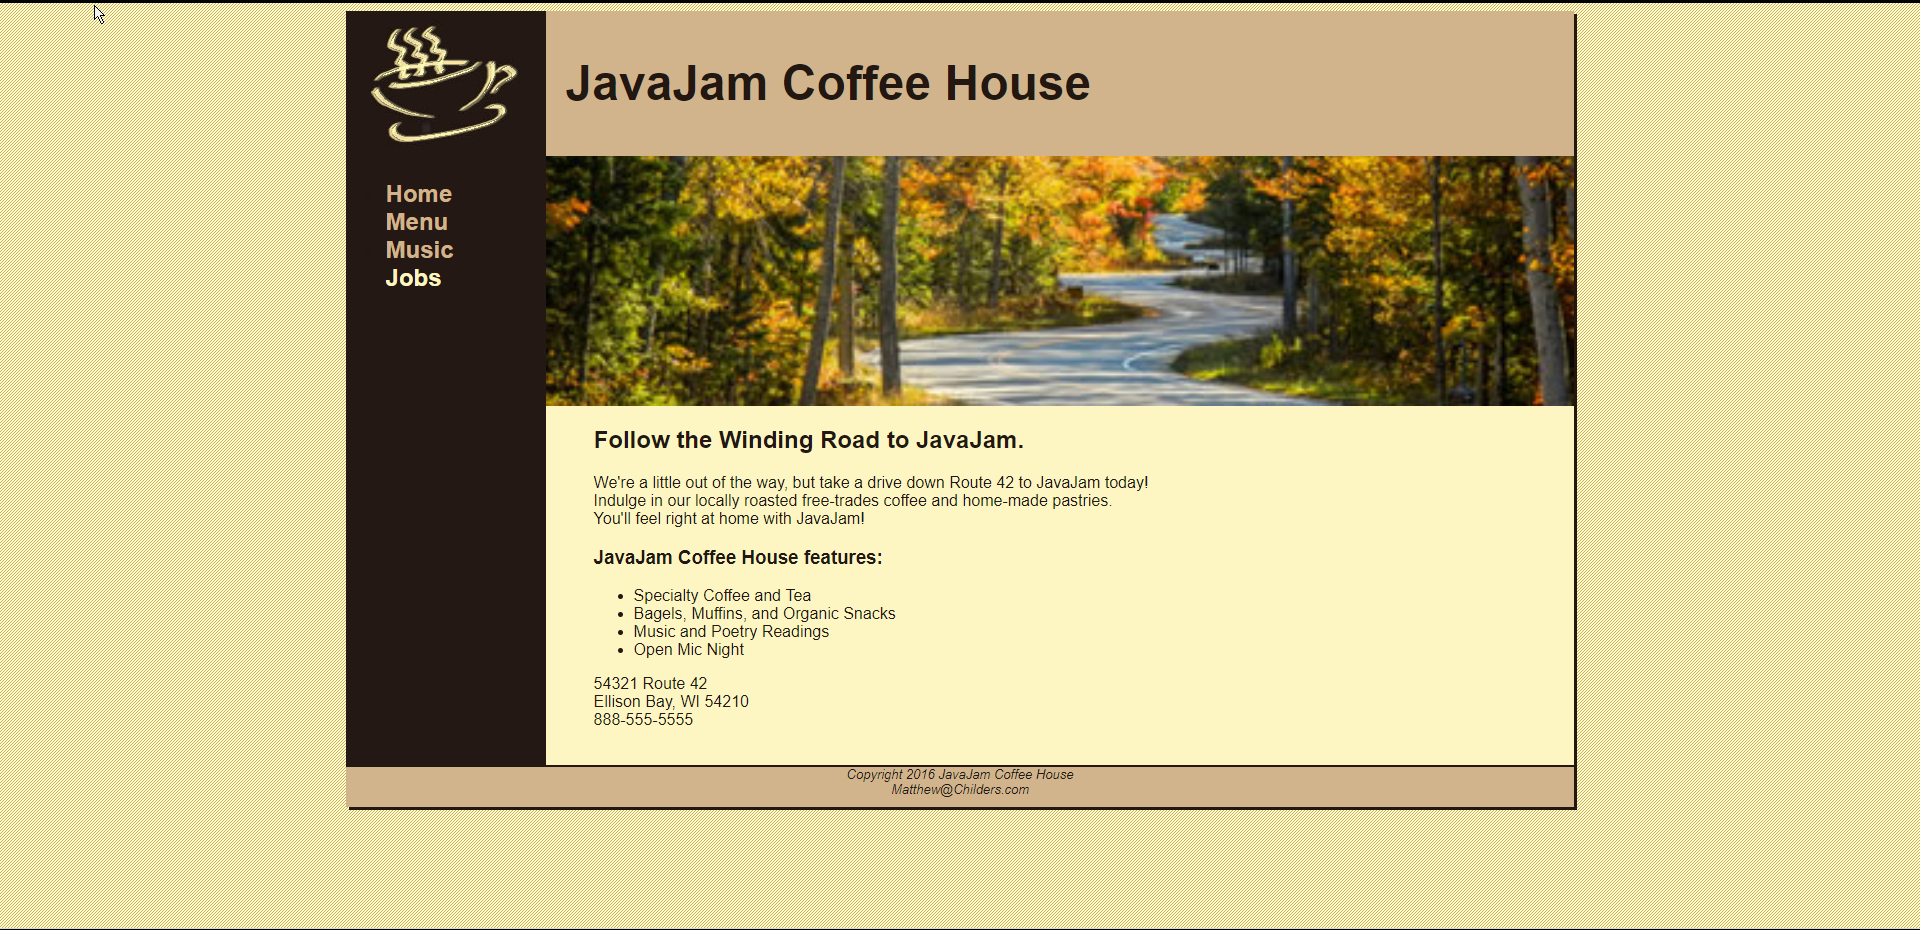 JavaJam Coffee House
Home
Menu
Music
Jobs
Follow the Winding Road to JavaJam.
We're a little out of the way, but take a drive down Route 42 to JavaJam today!
Indulge in our locally roasted free-trades coffee and home-made pastries.
You'll feel right at home with JavaJam!
JavaJam Coffee House features:
• Specialty Coffee and Tea
• Bagels, Muffins, and Organic Snacks
• Music and Poetry Readings
• Open Mic Night
54321 Route 42
Ellison Bay, WI 54210
888-555-5555
Copyright 2016 JavaJam Coffee House
Matthew@Childers.com